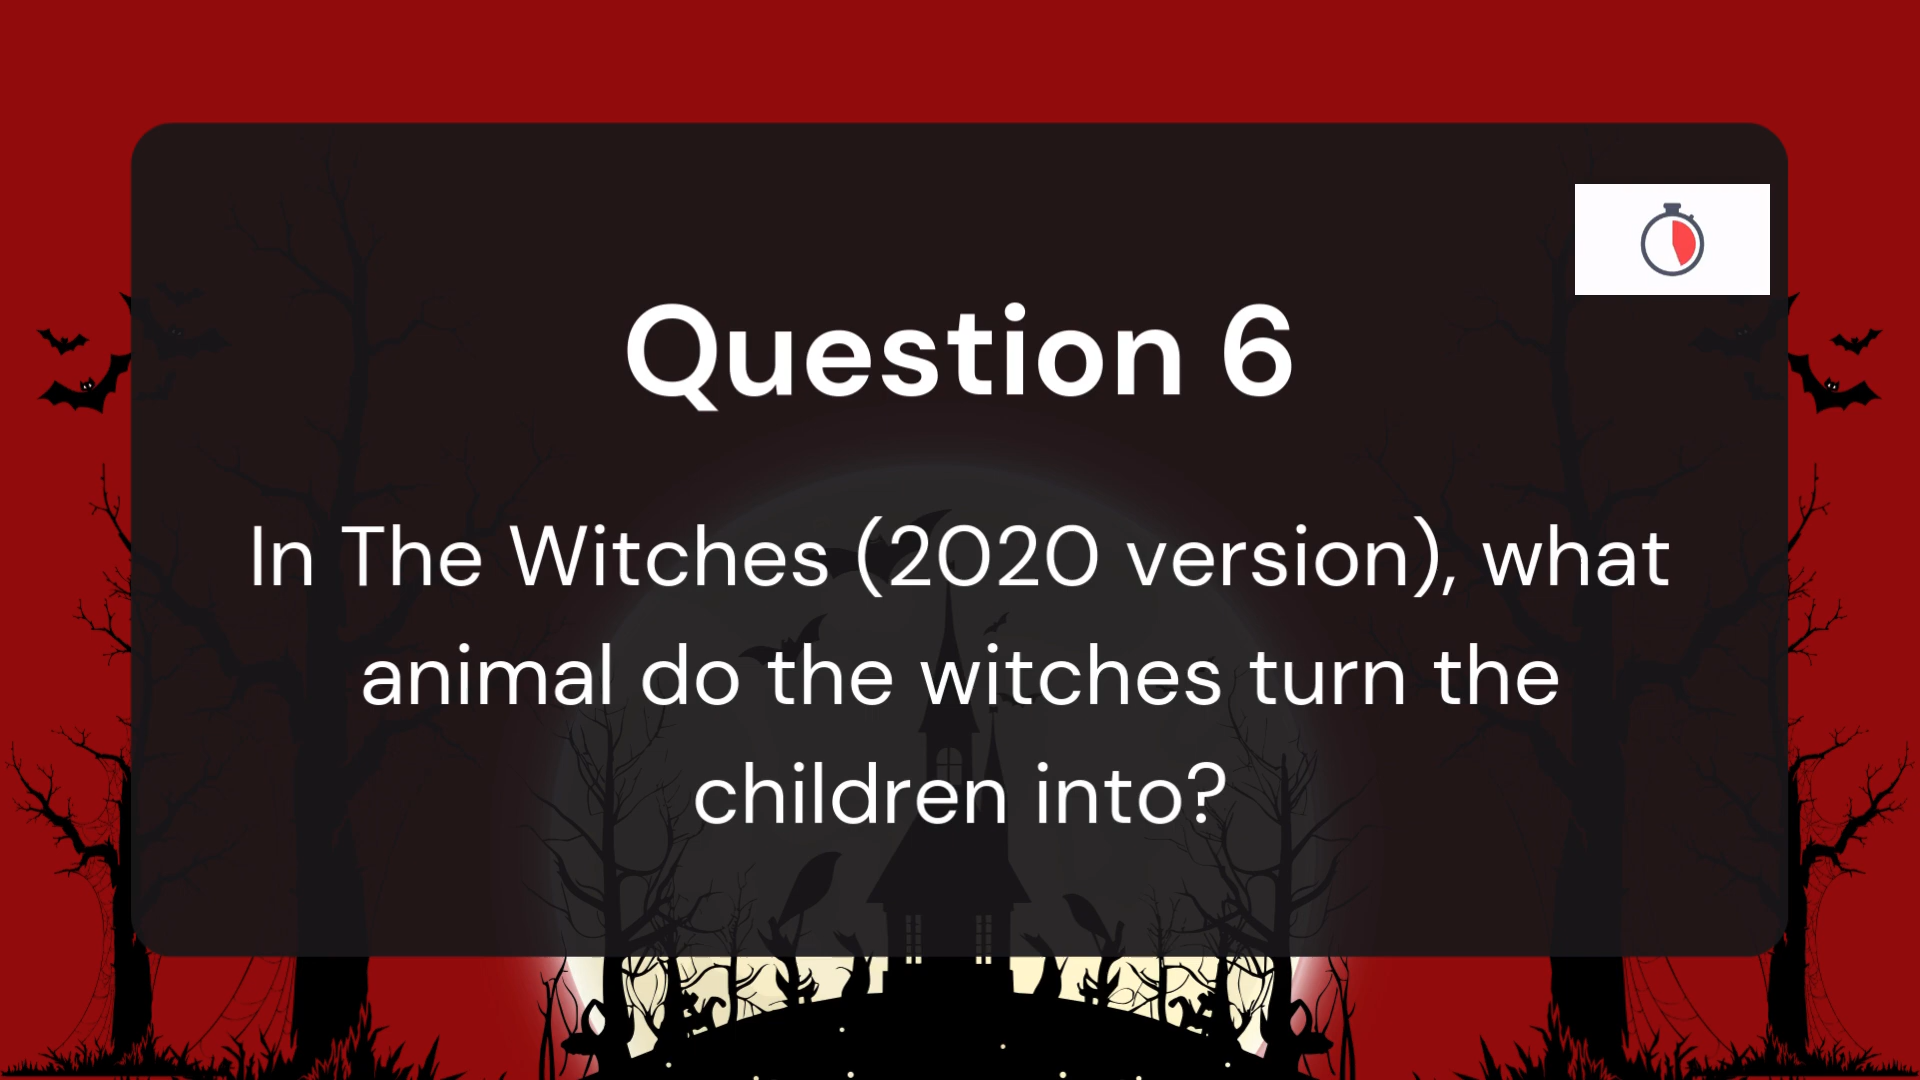 Question 6
In The Witches (2020 version), what
animal do the witches turn the
children into?